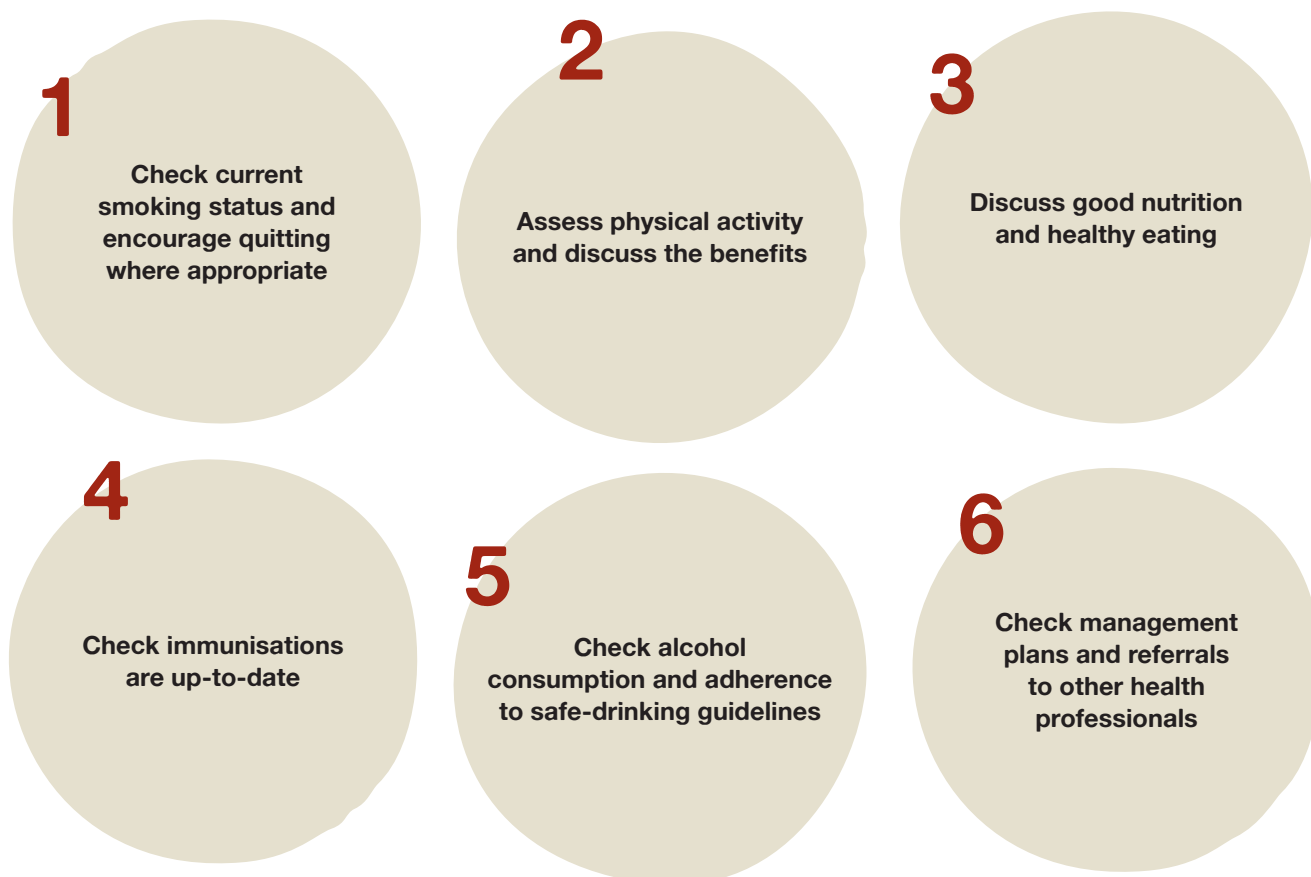 1
Check current
smoking status and
encourage quitting
where appropriate
2
Assess physical activity
and discuss the benefits
3
Discuss good nutrition
and healthy eating
4
Check immunisations
are up-to-date
5
Check alcohol
consumption and adherence
to safe-drinking guidelines
6
Check management
plans and referrals
to other health
professionals